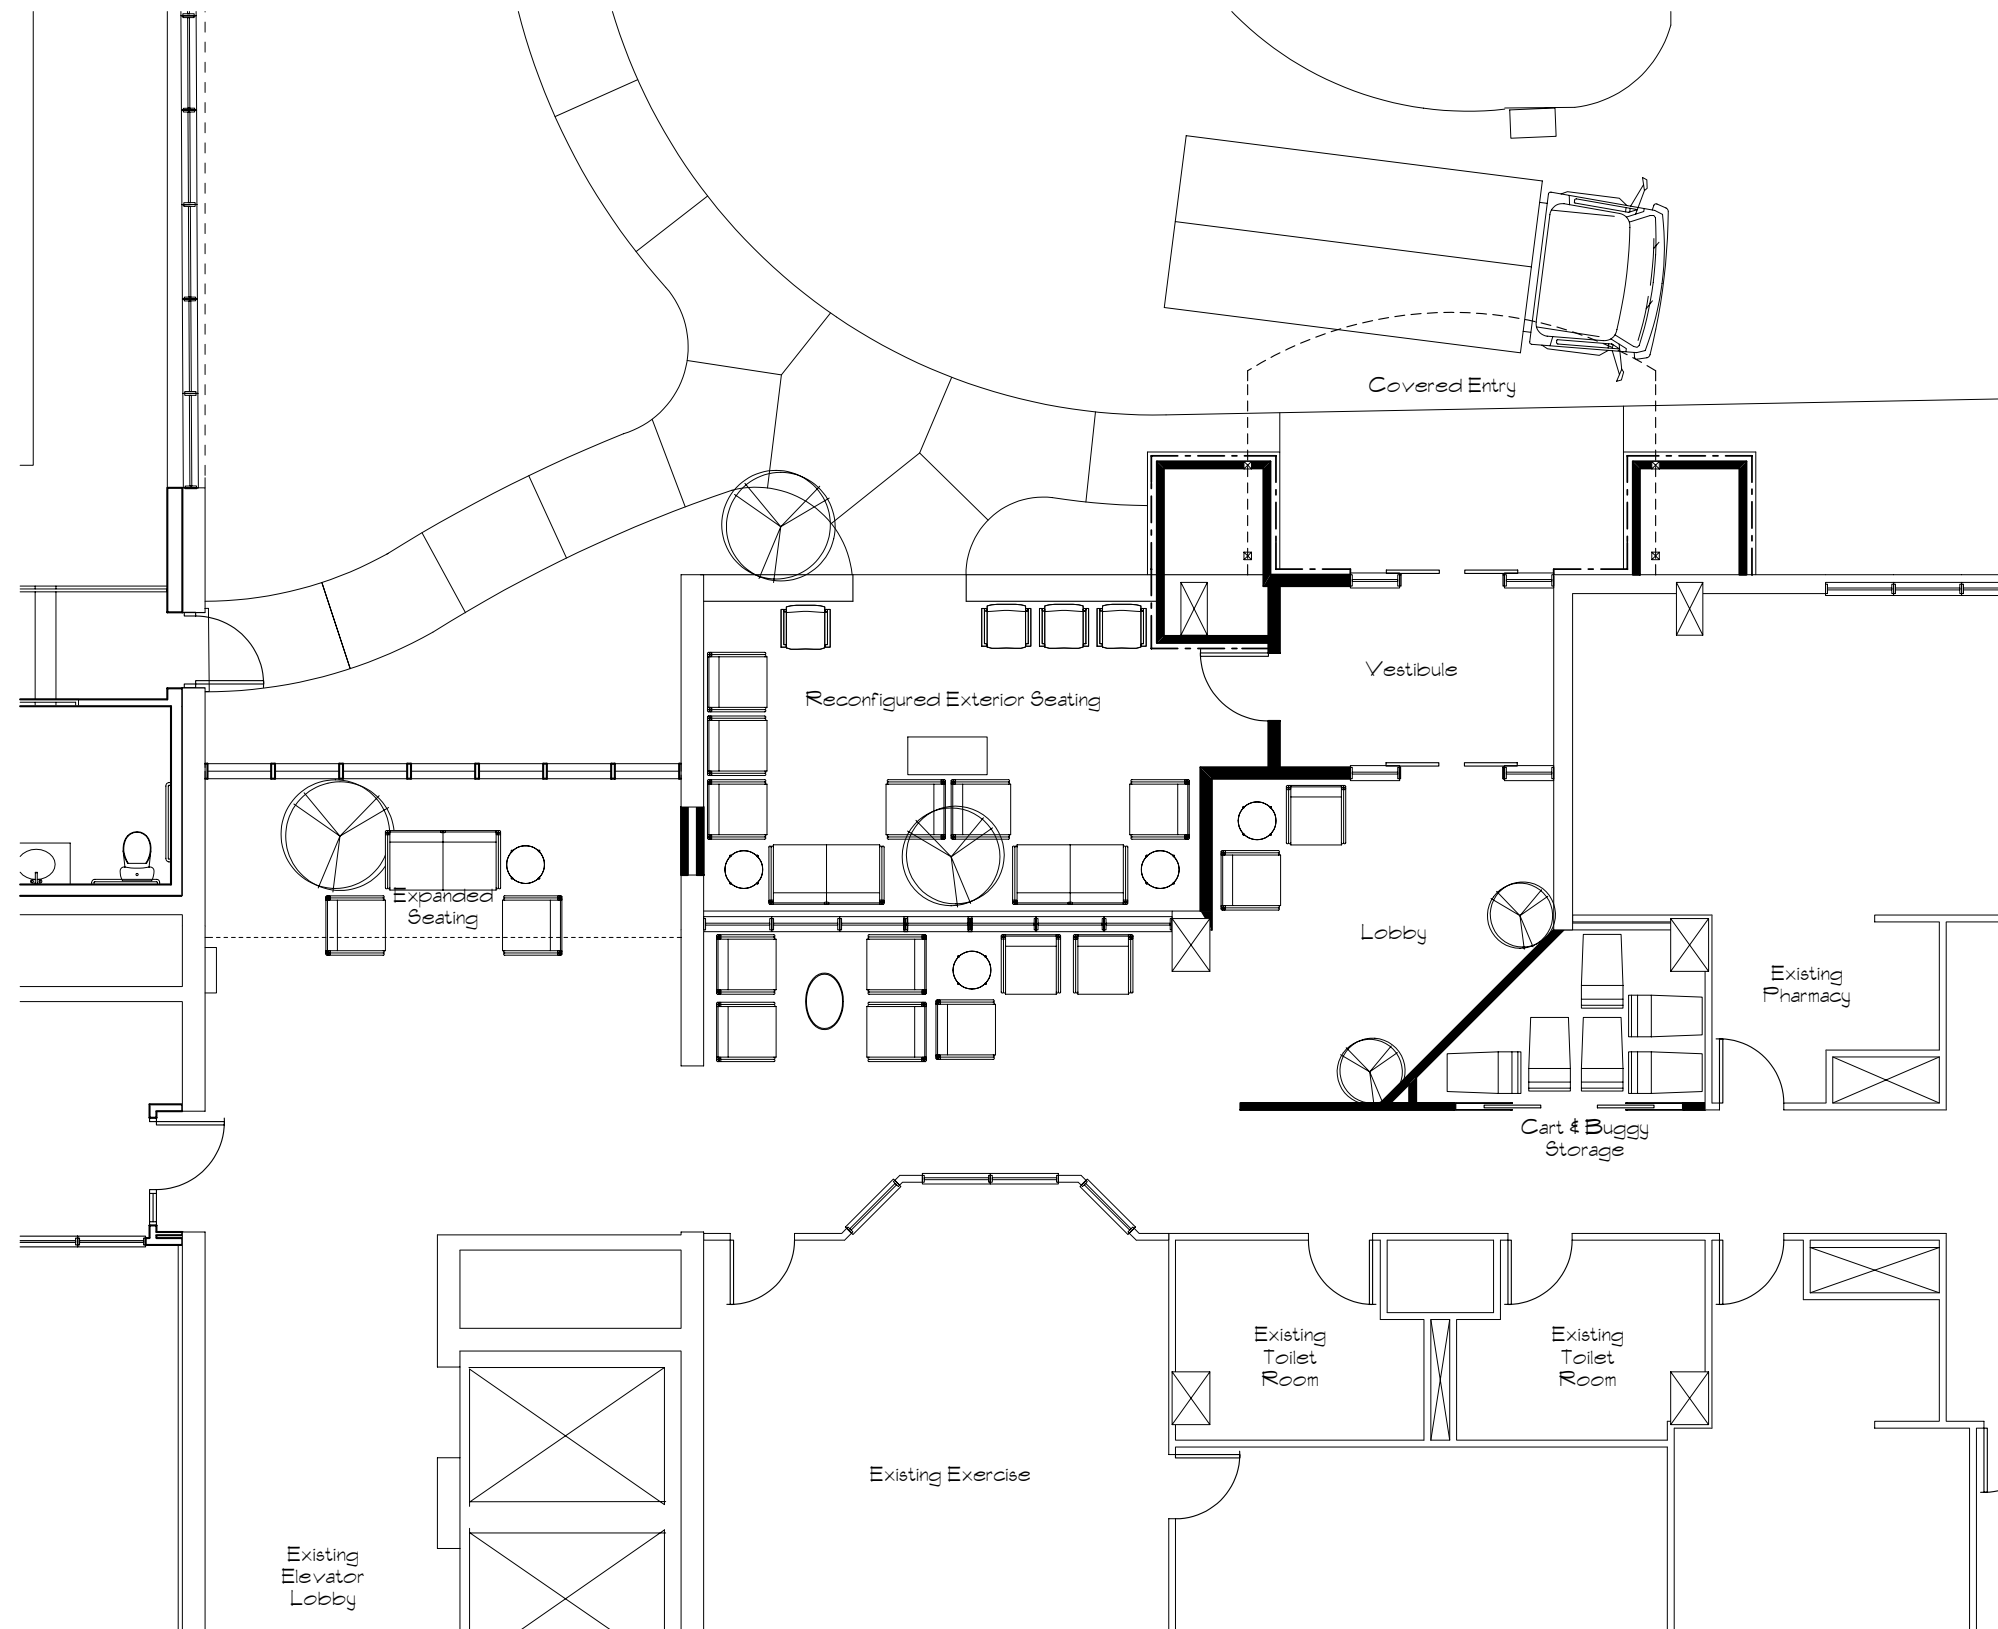 Covered Entry
Vestibule
Reconfigured Exterior Seating
Expanded
Seating
Lobby
Existing
Pharmacy
Cart & Buggy
Storage
Existing
Toilet
Room
Existing
Toilet
Room
Existing Exercise
Existing
Elevator
Lobby